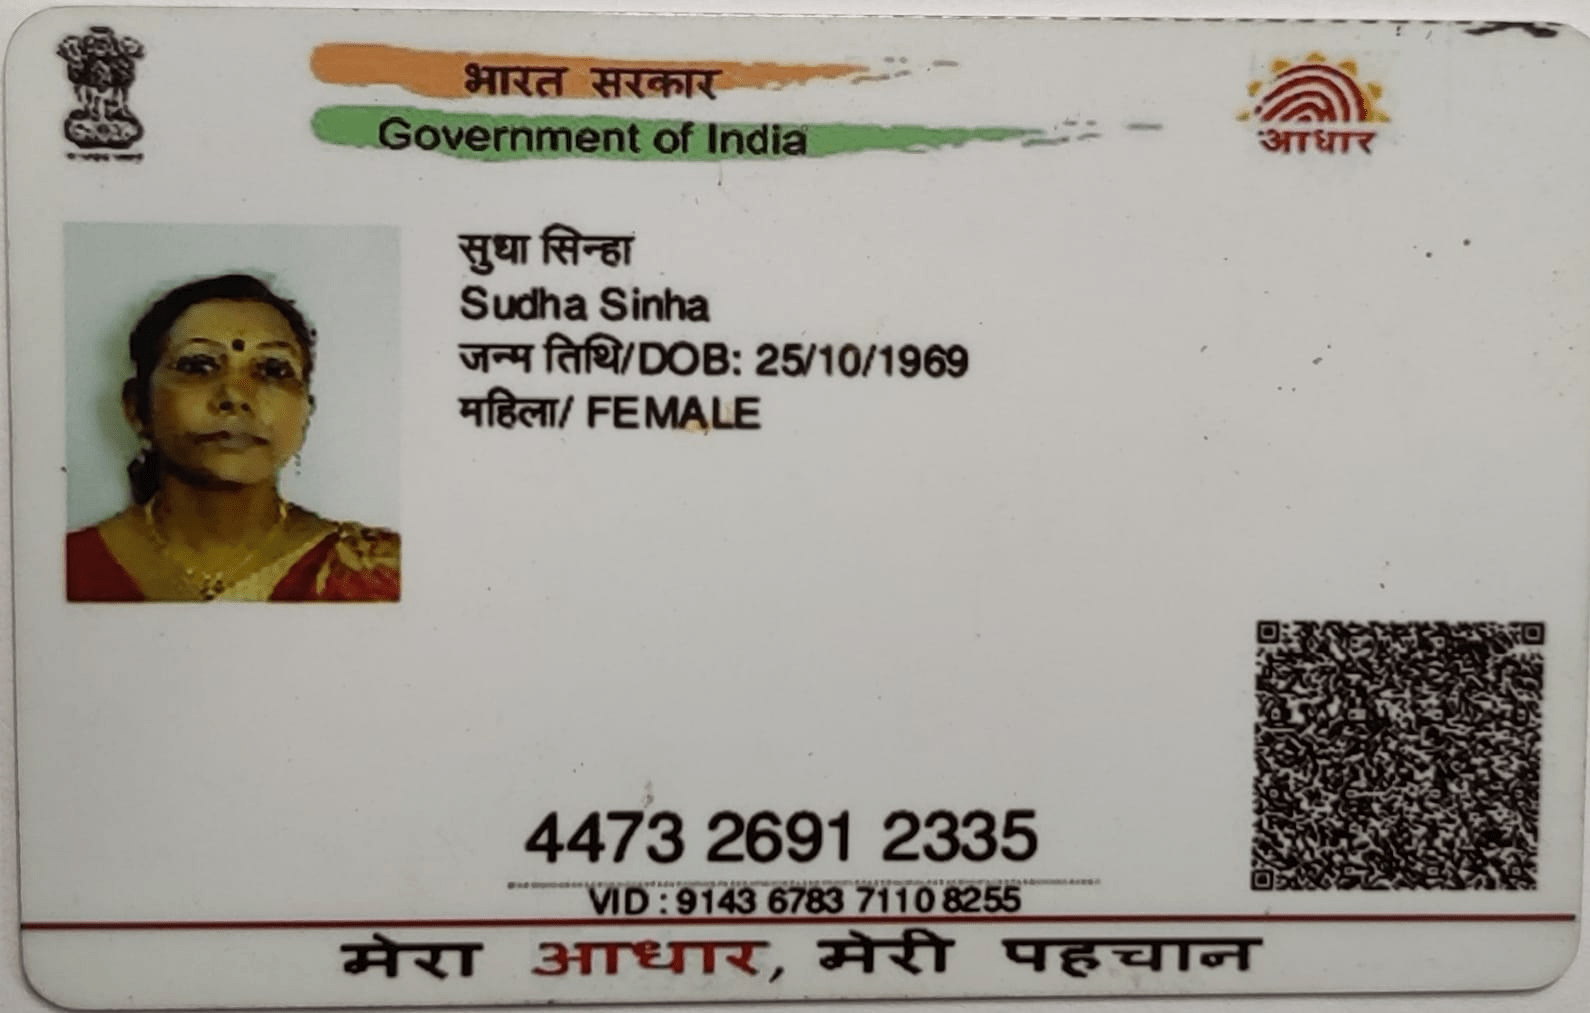 भारत सरकार
Government of India
आधार
सुधा सिन्हा
Sudha Sinha
जन्म तिथि/DOB: 25/10/1969
महिला/ FEMALE
4473 2691 2335
VID : 9143 6783 7110 8255
मेरा आधार, मेरी पहचान